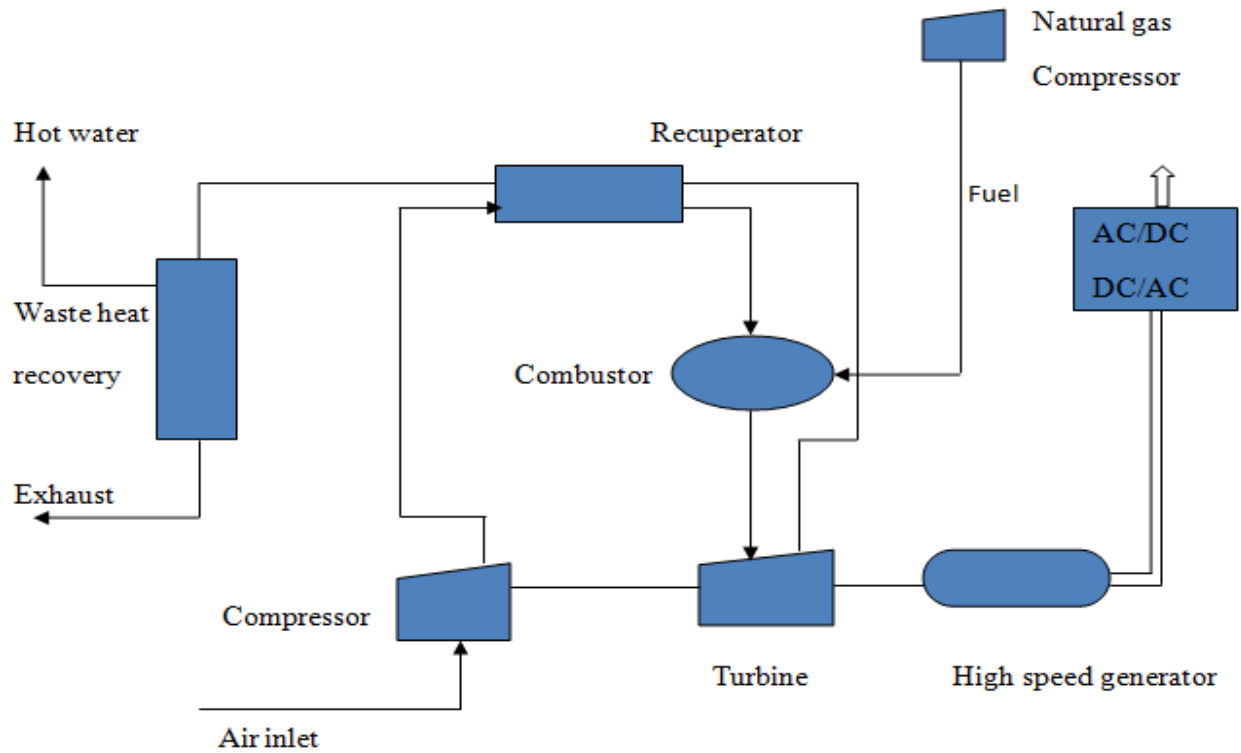 Natural gas
Compressor
Hot water
Recuperator
Fuel
AC/DC
DC/AC
Waste heat
recovery
Combustor
Exhaust
Compressor
Turbine
High speed generator
Air inlet